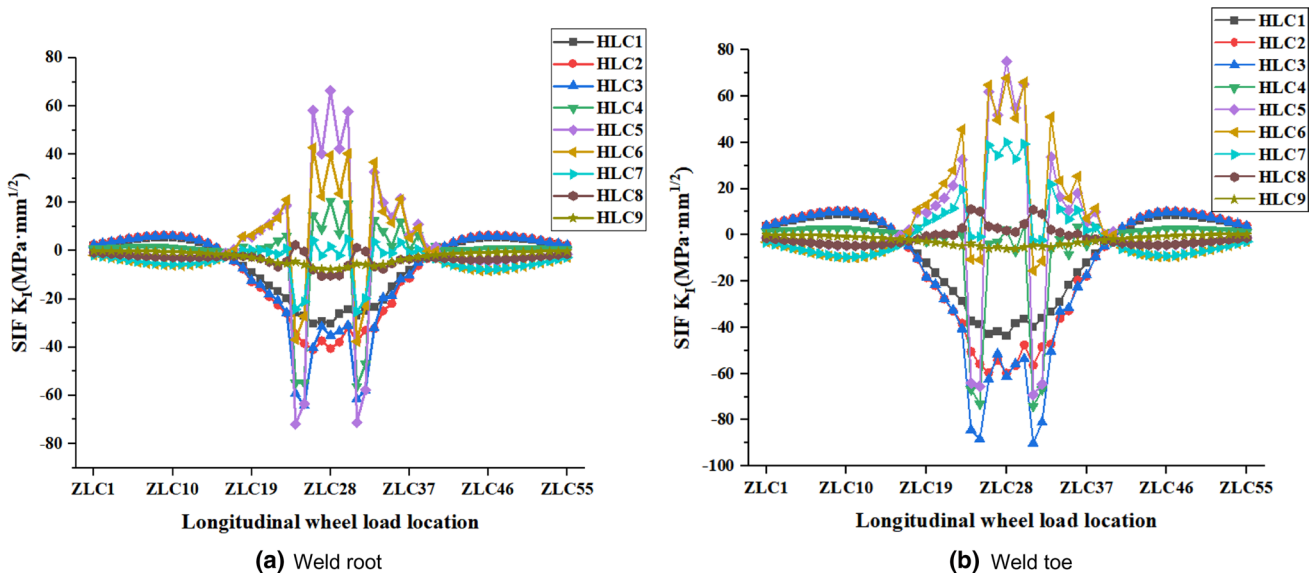 HLC1
HLC2
HLC3
HLC4
HLC5
HLC6
HLC7
HLC8
HLC9
80
60
40
20
0
-20
-40
-60
-80
SIF K_I(MPa·mm^{1/2})
ZLC1 ZLC10 ZLC19 ZLC28 ZLC37 ZLC46 ZLC55
Longitudinal wheel load location
(a) Weld root
HLC1
HLC2
HLC3
HLC4
HLC5
HLC6
HLC7
HLC8
HLC9
80
60
40
20
0
-20
-40
-60
-80
-100
SIF K_I(MPa·mm^{1/2})
ZLC1 ZLC10 ZLC19 ZLC28 ZLC37 ZLC46 ZLC55
Longitudinal wheel load location
(b) Weld toe